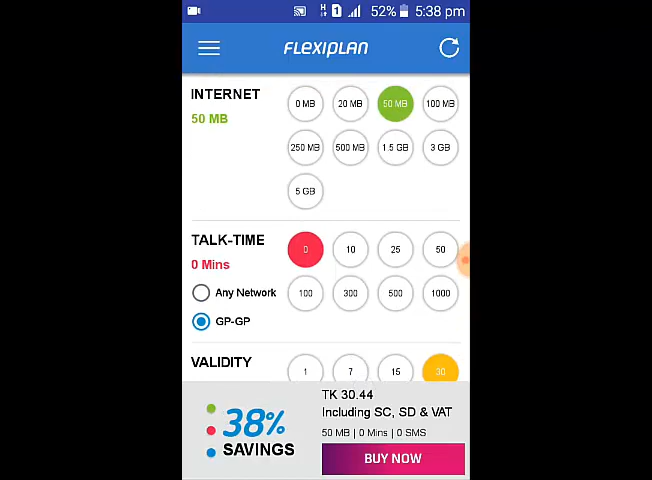 H 1 52% 5:38 pm
FLEXIPLAN
INTERNET
50 MB
0 MB 20 MB 50 MB 100 MB
250 MB 500 MB 1.5 GB 3 GB
5 GB
TALK-TIME
0 Mins
0 10 25 50
Any Network
100 300 500 1000
GP-GP
VALIDITY
1 7 15 30
38%
SAVINGS
TK 30.44
Including SC, SD & VAT
50 MB | 0 Mins | 0 SMS
BUY NOW